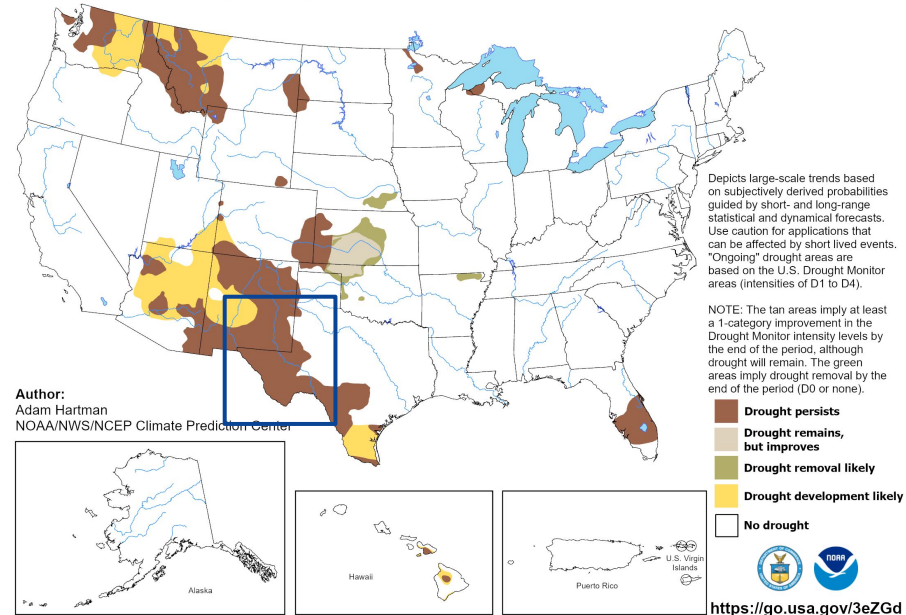 Depicts large-scale trends based
on subjectively derived probabilities
guided by short- and long-range
statistical and dynamical forecasts.
Use caution for applications that
can be affected by short lived events.
"Ongoing" drought areas are
based on the U.S. Drought Monitor
areas (intensities of D1 to D4).
NOTE: The tan areas imply at least
a 1-category improvement in the
Drought Monitor intensity levels by
the end of the period, although
drought will remain. The green
areas imply drought removal by the
end of the period (D0 or none).
Author:
Adam Hartman
NOAA/NWS/NCEP Climate Prediction Center
Drought persists
Drought remains,
but improves
Drought removal likely
Drought development likely
No drought
Alaska
Hawaii
Puerto Rico
U.S. Virgin
Islands
NOAA
https://go.usa.gov/3eZGd